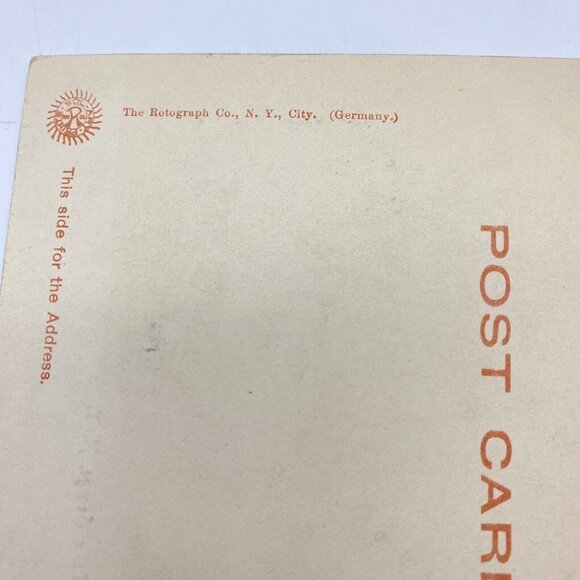 The Rotograph Co., N. Y., City. (Germany.)
This side for the Address.
POST CAR